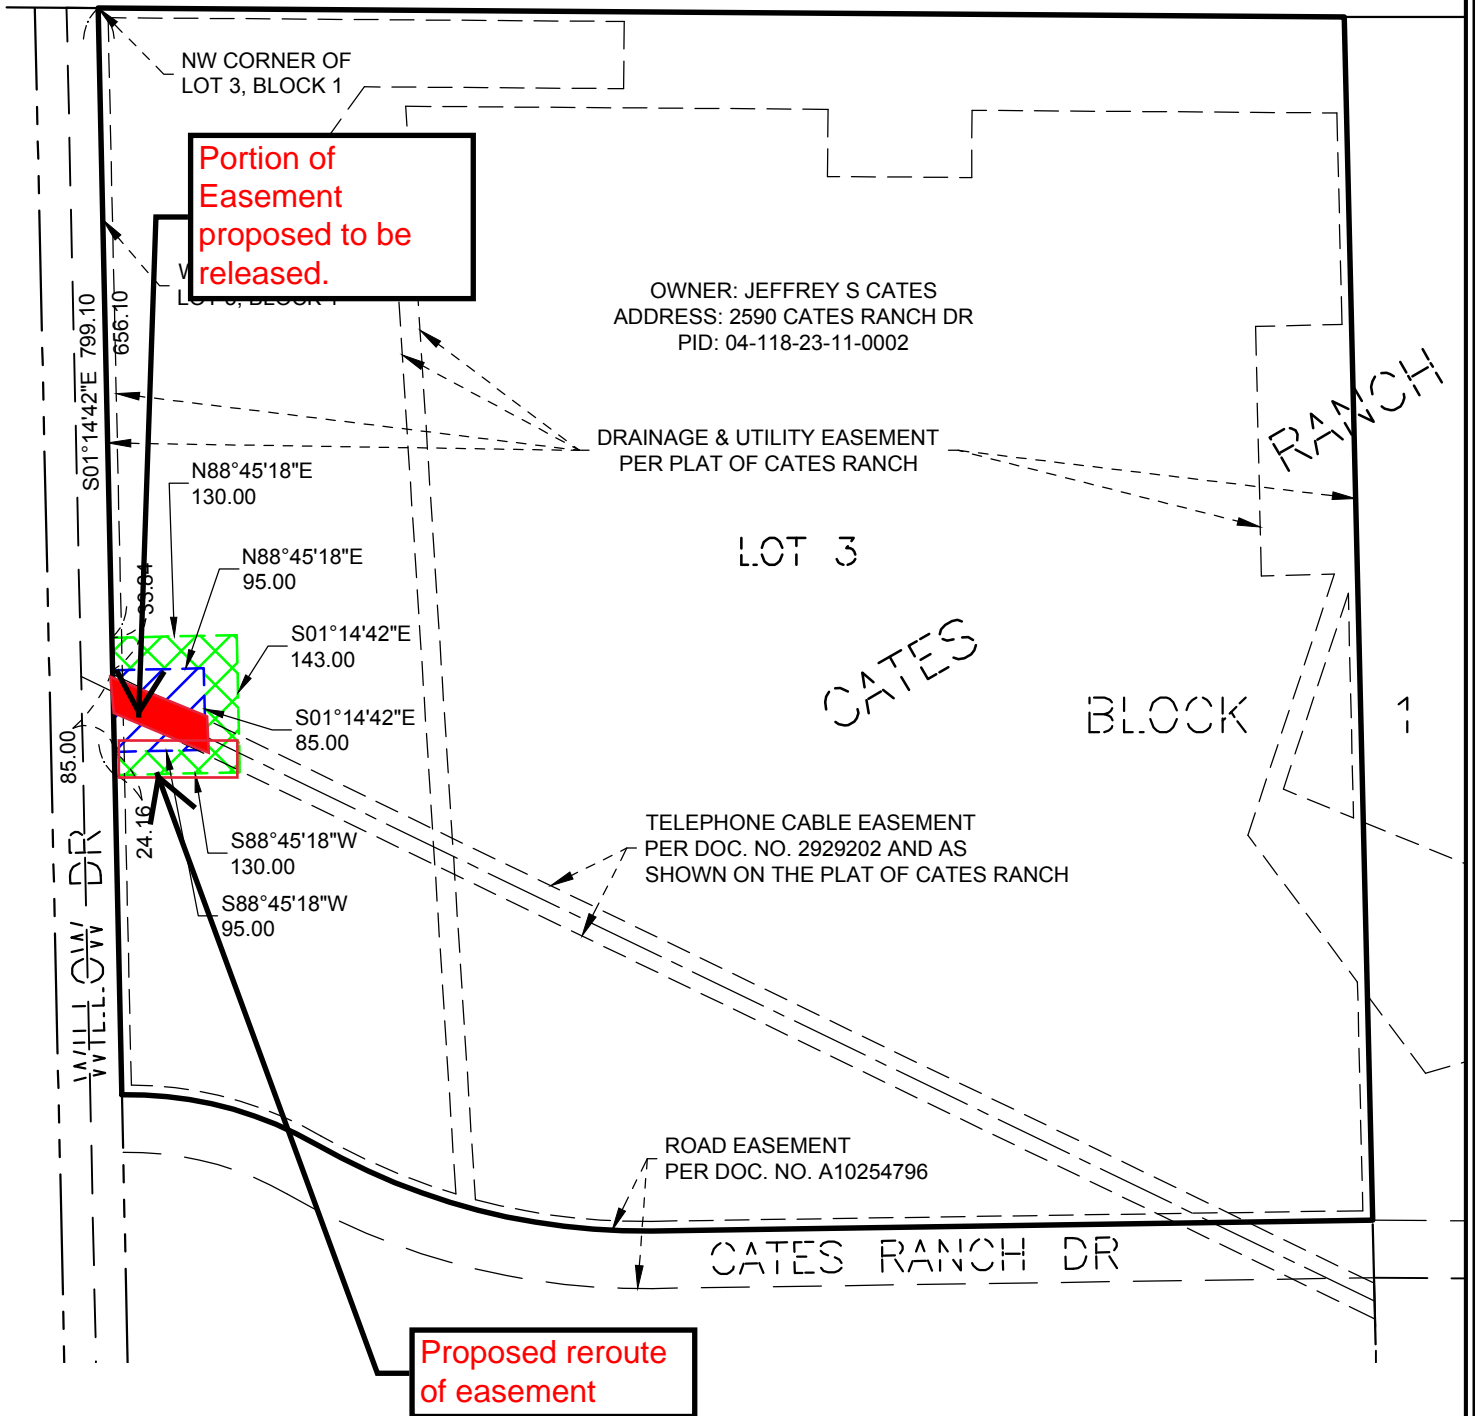 NW CORNER OF
LOT 3, BLOCK 1
Portion of
Easement
proposed to be
released.
OWNER: JEFFREY S CATES
ADDRESS: 2590 CATES RANCH DR
PID: 04-118-23-11-0002
S01°14'42"E 799.10
656.10
RANCH
DRAINAGE & UTILITY EASEMENT
PER PLAT OF CATES RANCH
N88°45'18"E
130.00
LOT 3
N88°45'18"E
95.00
33.84
S01°14'42"E
143.00
CATES
BLOCK 1
S01°14'42"E
85.00
85.00
24.16
TELEPHONE CABLE EASEMENT
PER DOC. NO. 2929202 AND AS
SHOWN ON THE PLAT OF CATES RANCH
S88°45'18"W
130.00
S88°45'18"W
95.00
WILLOW DR
ROAD EASEMENT
PER DOC. NO. A10254796
CATES RANCH DR
Proposed reroute
of easement